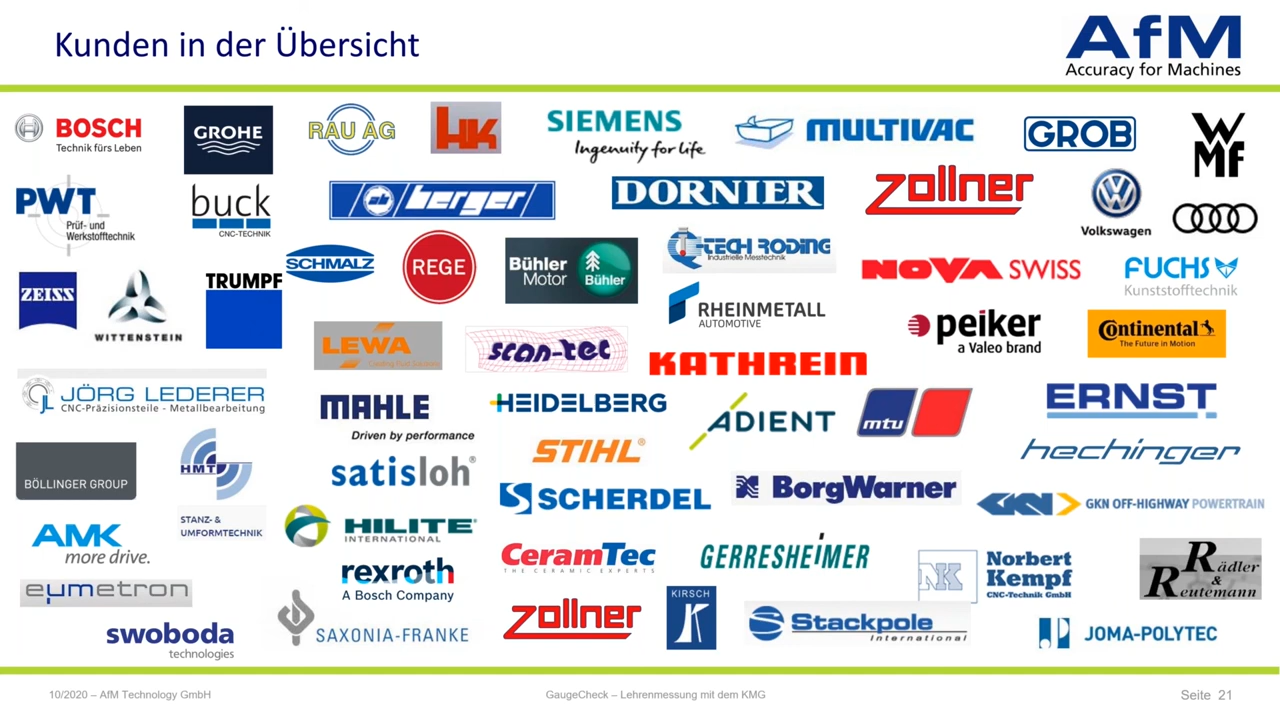 Kunden in der Übersicht
AfM
Accuracy for Machines
BOSCH
Technik fürs Leben
GROHE
RAU AG
hk
SIEMENS
Ingenuity for life
MULTIVAC
GROB
WMF
PWT
Prüf- und
Werkstofftechnik
buck
CNC-TECHNIK
ab berger
DORNIER
zollner
Volkswagen
ZEISS
WITTENSTEIN
TRUMPF
SCHMALZ
REGE
Bühler
Motor
Bühler
Q-TECH RODING
Industrielle Messtechnik
RHEINMETALL
AUTOMOTIVE
NOVA SWISS
FUCHS
Kunststofftechnik
LEWA
scan-tec
KATHREIN
peiker
a Valeo brand
Continental
The Future in Motion
JÖRG LEDERER
CNC-Präzisionsteile - Metallbearbeitung
MAHLE
Driven by performance
HEIDELBERG
ADIENT
mtu
ERNST
BÖLLINGER GROUP
HMT
STANZ- &
UMFORMTECHNIK
satisloh®
STIHL®
hechinger
SCHERDEL
BorgWarner
GKN
GKN OFF-HIGHWAY POWERTRAIN
AMK
more drive.
HILITE®
INTERNATIONAL
CeramTec
THE CERAMIC EXPERTS
GERRESHEIMER
NK
Norbert
Kempf
CNC-Technik GmbH
Rädler
&
Reutemann
eymetron
rexroth
A Bosch Company
swoboda
technologies
SAXONIA-FRANKE
zollner
KIRSCH
K
Stackpole
International
JOMA-POLYTEC
10/2020 – AfM Technology GmbH
GaugeCheck – Lehrenmessung mit dem KMG
Seite 21